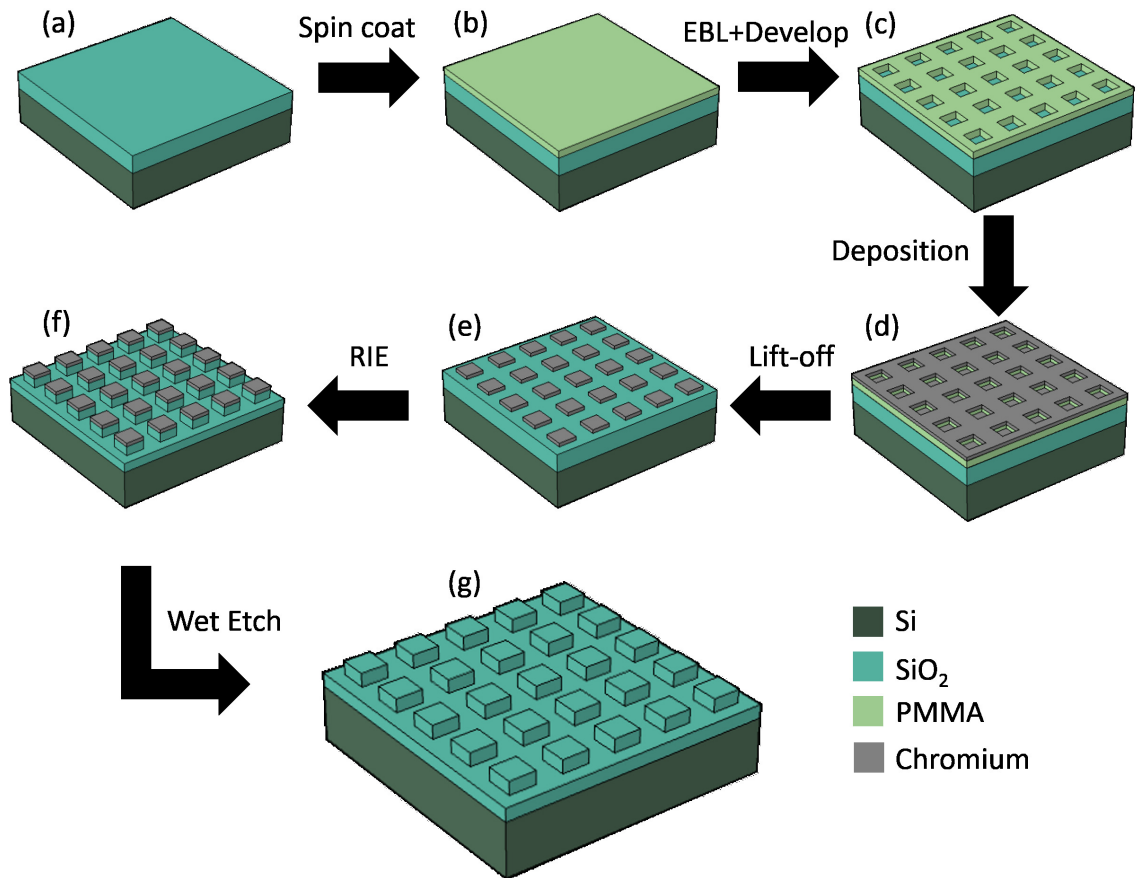 (a)
Spin coat
(b)
EBL+Develop
(c)
Deposition
(f)
RIE
(e)
Lift-off
(d)
Wet Etch
(g)
Si
SiO₂
PMMA
Chromium